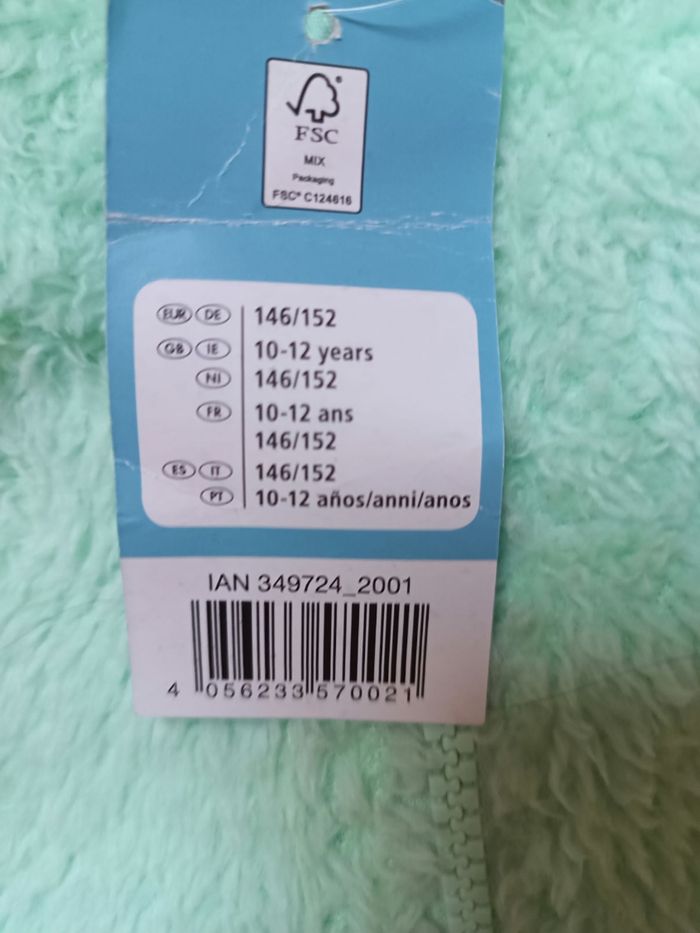 FSC
MIX
Packaging
FSC® C124616
EUR DE 146/152
GB IE 10-12 years
NI 146/152
FR 10-12 ans
146/152
ES IT 146/152
PT 10-12 años/anni/anos
IAN 349724_2001
4 056233 570021